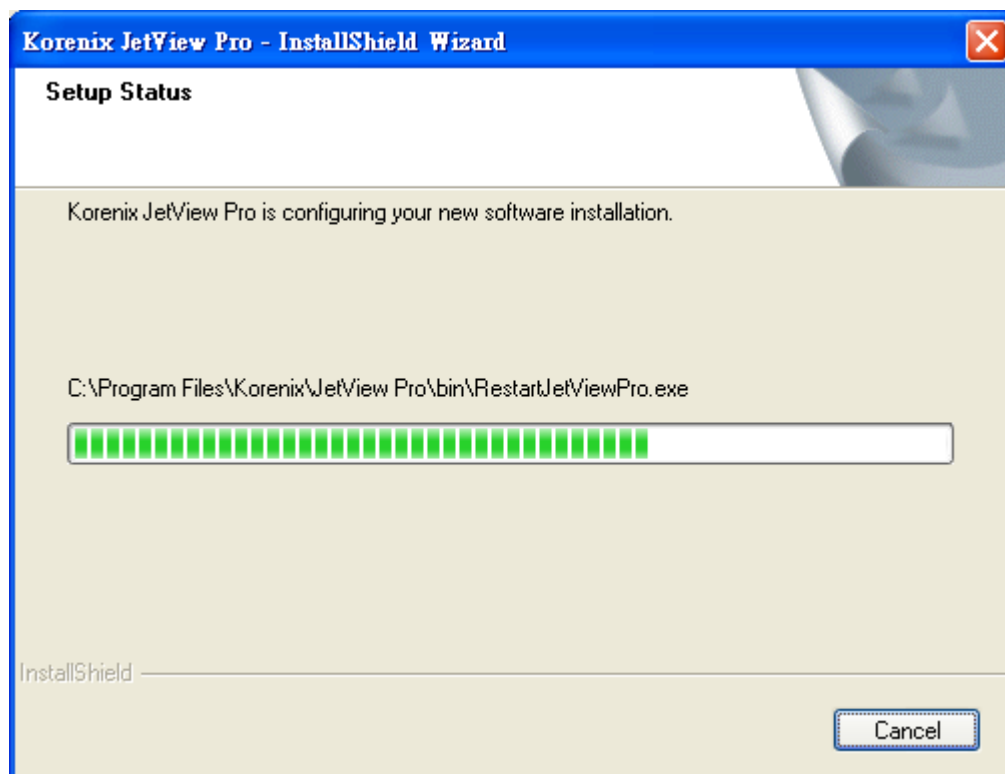 Korenix JetView Pro - InstallShield Wizard
Setup Status
Korenix JetView Pro is configuring your new software installation.
C:\Program Files\Korenix\JetView Pro\bin\RestartJetViewPro.exe
InstallShield
Cancel